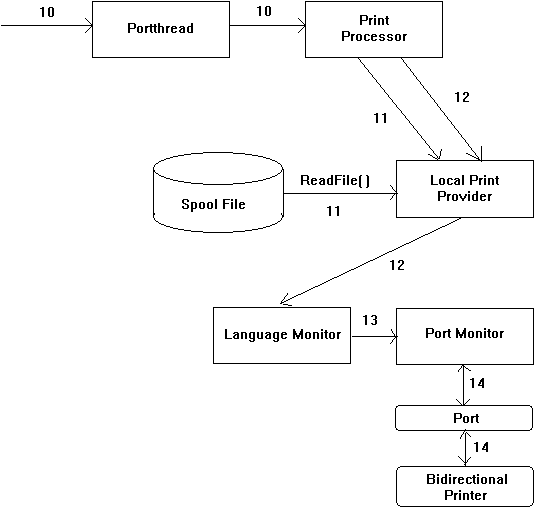 10
Portthread
10
Print
Processor
11
12
Spool File
ReadFile()
11
Local Print
Provider
12
Language Monitor
13
Port Monitor
14
Port
14
Bidirectional
Printer